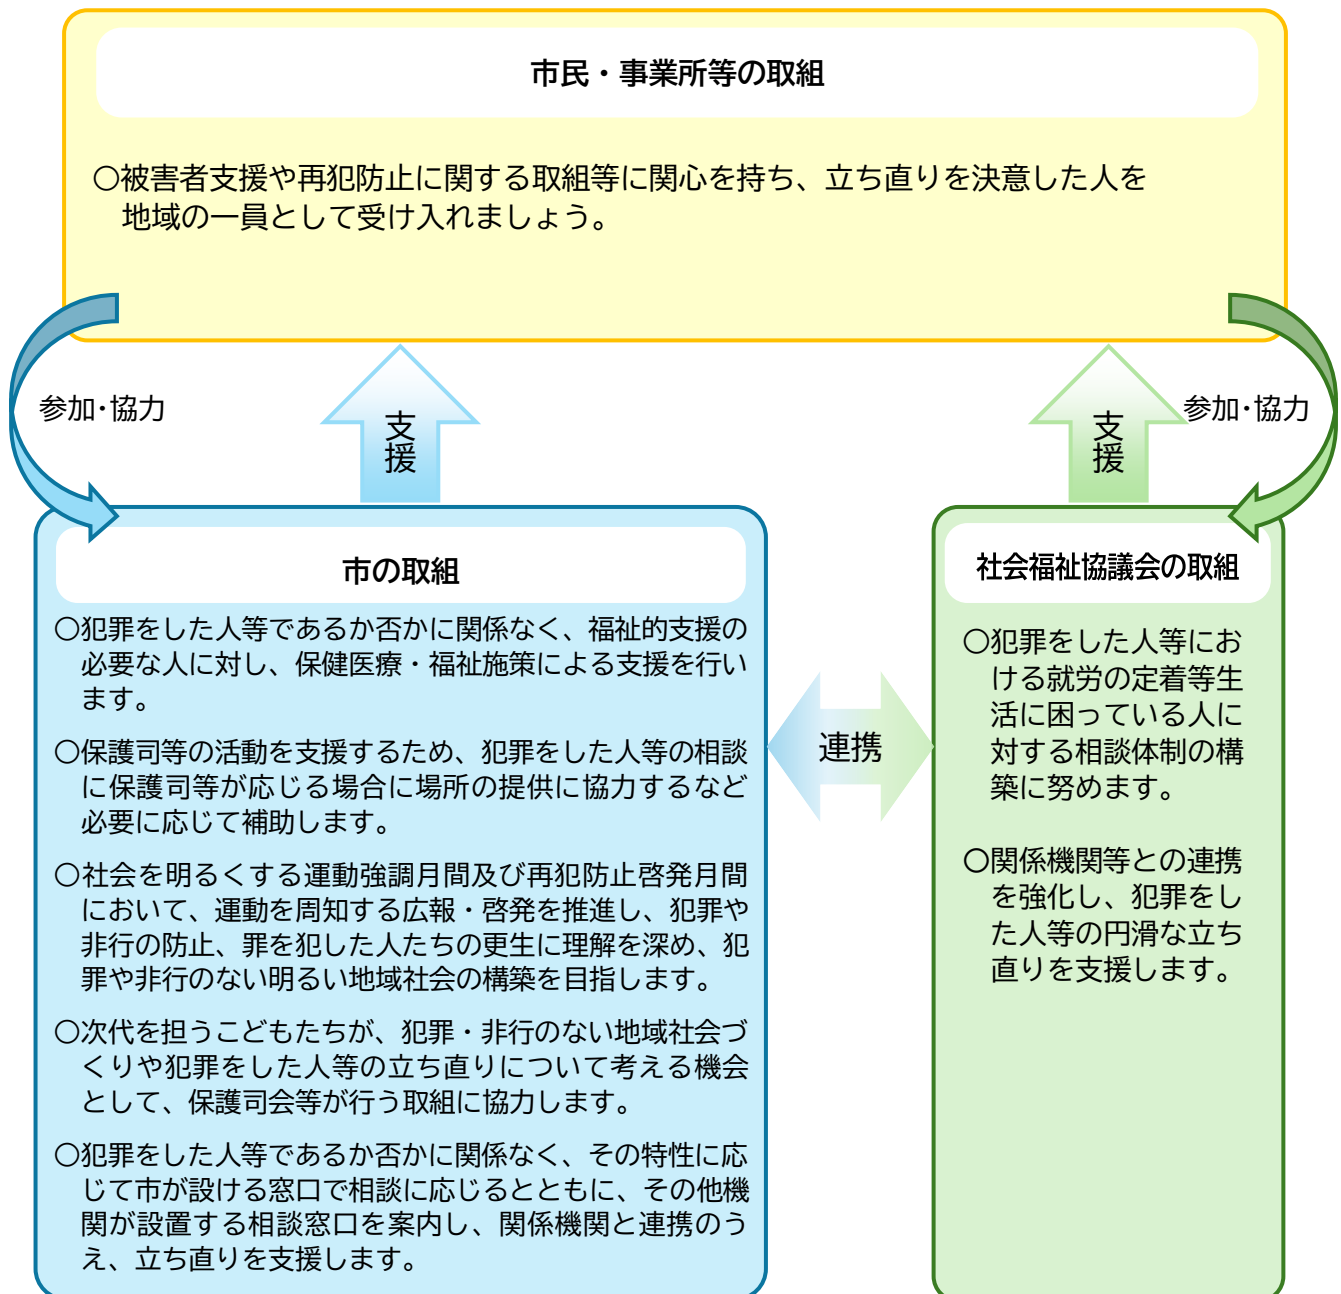 市民・事業所等の取組
○被害者支援や再犯防止に関する取組等に関心を持ち、立ち直りを決意した人を
地域の一員として受け入れましょう。
参加・協力
支援
支援
参加・協力
市の取組
○犯罪をした人等であるか否かに関係なく、福祉的支援の
必要な人に対し、保健医療・福祉施策による支援を行い
ます。
○保護司等の活動を支援するため、犯罪をした人等の相談
に保護司等が応じる場合に場所の提供に協力するなど
必要に応じて補助します。
○社会を明るくする運動強調月間及び再犯防止啓発月間
において、運動を周知する広報・啓発を推進し、犯罪や
非行の防止、罪を犯した人たちの更生に理解を深め、犯
罪や非行のない明るい地域社会の構築を目指します。
○次代を担うこどもたちが、犯罪・非行のない地域社会づ
くりや犯罪をした人等の立ち直りについて考える機会
として、保護司会等が行う取組に協力します。
○犯罪をした人等であるか否かに関係なく、その特性に応
じて市が設ける窓口で相談に応じるとともに、その他機
関が設置する相談窓口を案内し、関係機関と連携のう
え、立ち直りを支援します。
連携
社会福祉協議会の取組
○犯罪をした人等にお
ける就労の定着等生
活に困っている人に
対する相談体制の構
築に努めます。
○関係機関等との連携
を強化し、犯罪をし
た人等の円滑な立ち
直りを支援します。